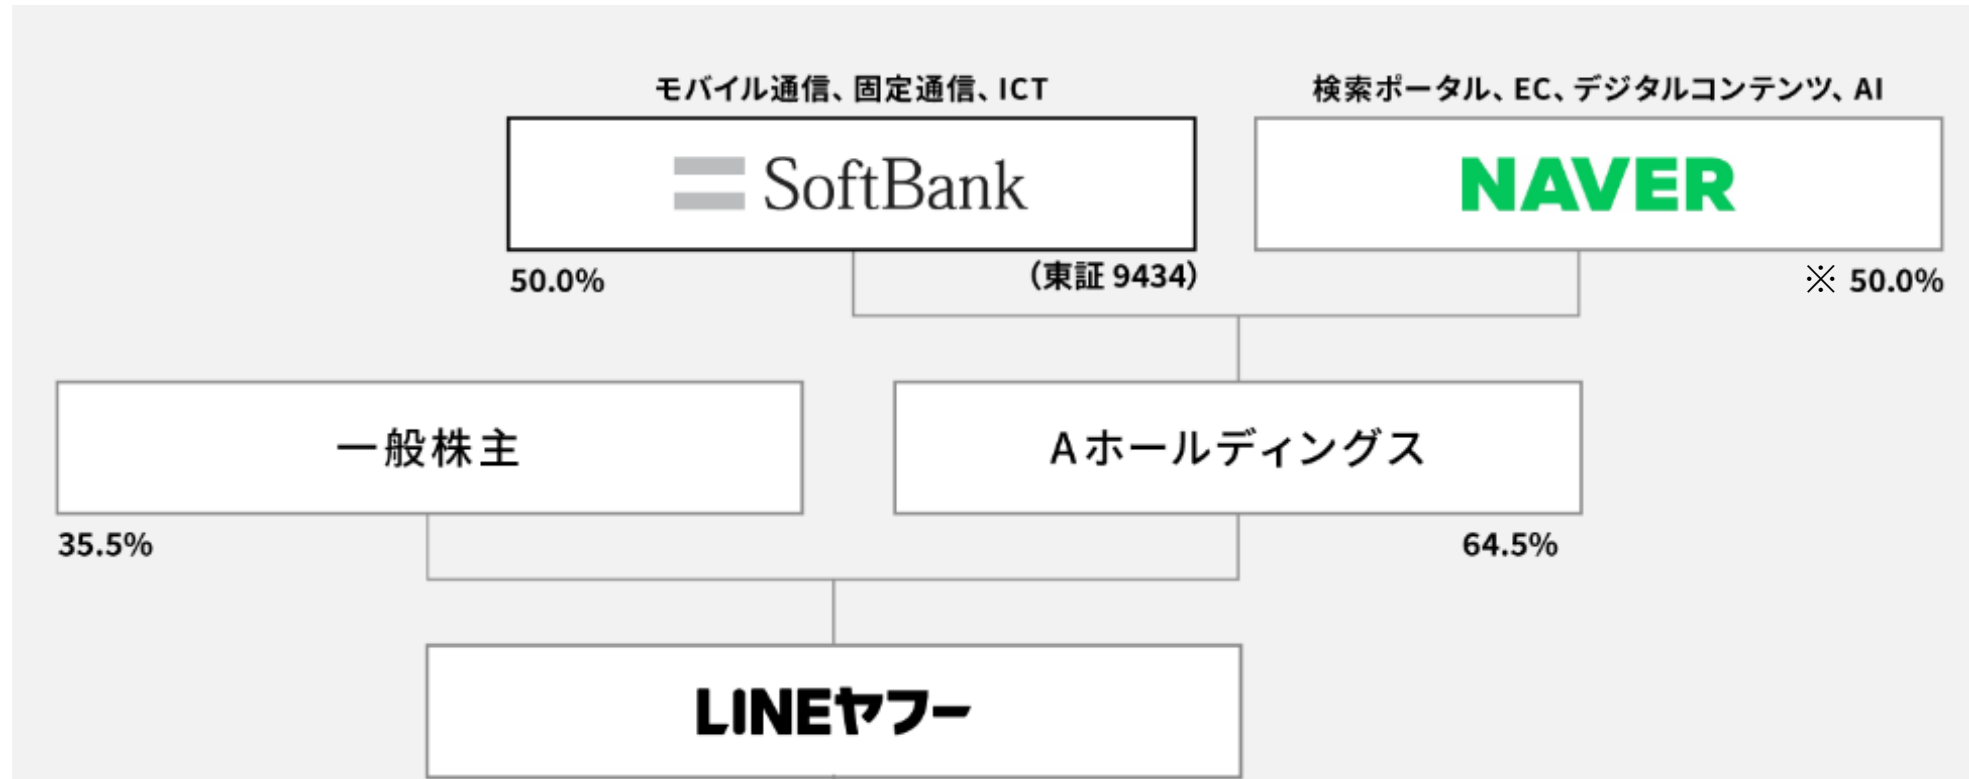 モバイル通信、固定通信、ICT
検索ポータル、EC、デジタルコンテンツ、AI
SoftBank
NAVER
50.0%
(東証 9434)
※ 50.0%
一般株主
Aホールディングス
35.5%
64.5%
LINEヤフー